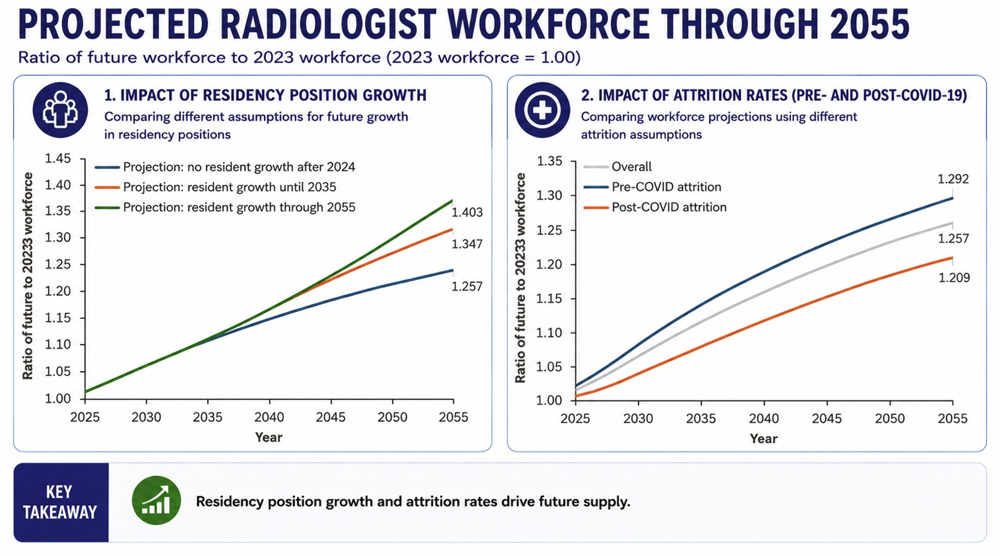 PROJECTED RADIOLOGIST WORKFORCE THROUGH 2055
Ratio of future workforce to 2023 workforce (2023 workforce = 1.00)
1. IMPACT OF RESIDENCY POSITION GROWTH
Comparing different assumptions for future growth
in residency positions
Ratio of future to 20233 workforce
1.45
1.40
1.35
1.30
1.25
1.20
1.15
1.10
1.05
1.00
Projection: no resident growth after 2024
Projection: resident growth until 2035
Projection: resident growth through 2055
1.403
1.347
1.257
2025 2030 2035 2040 2045 2050 2055
Year
2. IMPACT OF ATTRITION RATES (PRE- AND POST-COVID-19)
Comparing workforce projections using different
attrition assumptions
Ratio of future to 20233 workforce
1.35
1.30
1.25
1.20
1.15
1.10
1.05
1.00
Overall
Pre-COVID attrition
Post-COVID attrition
1.292
1.257
1.209
2025 2030 2035 2040 2045 2050 2055
Year
KEY
TAKEAWAY
Residency position growth and attrition rates drive future supply.